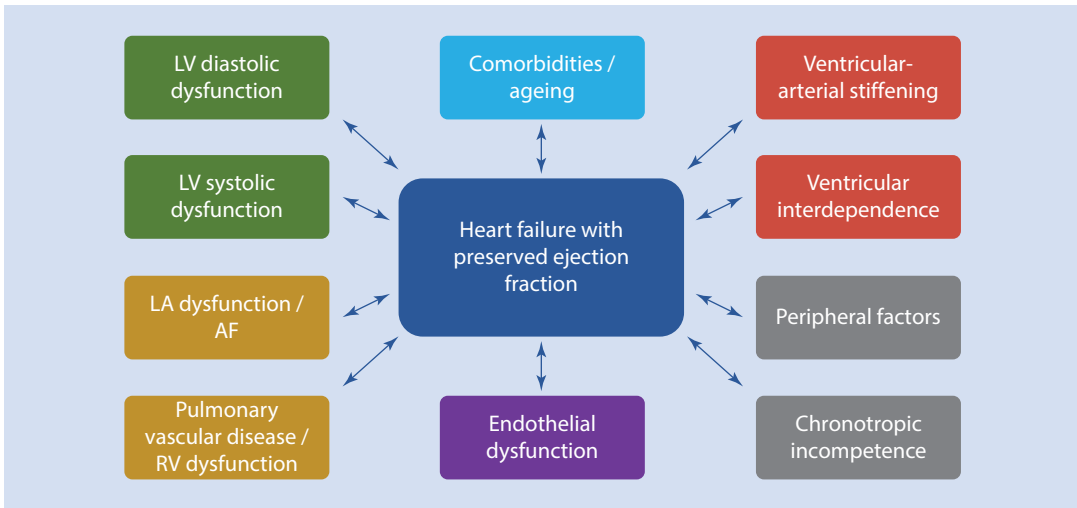 LV diastolic
dysfunction
Comorbidities /
ageing
Ventricular-
arterial stiffening
LV systolic
dysfunction
Heart failure with
preserved ejection
fraction
Ventricular
interdependence
LA dysfunction /
AF
Peripheral factors
Pulmonary
vascular disease /
RV dysfunction
Endothelial
dysfunction
Chronotropic
incompetence